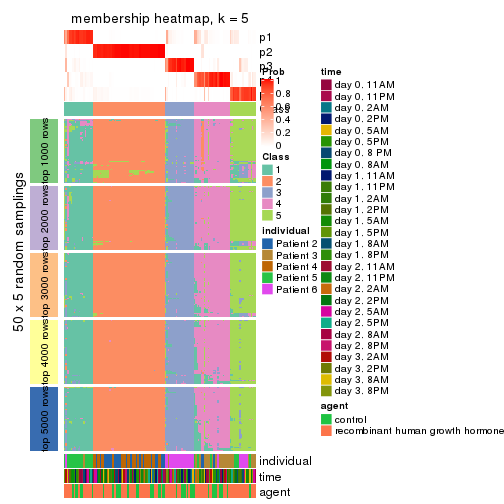 membership heatmap, k = 5
p1
p2
p3
p4
Prob
1
0.8
0.6
0.4
0.2
0
Class
Class
1
2
3
4
5
individual
Patient 2
Patient 3
Patient 4
Patient 5
Patient 6
time
day 0. 11AM
day 0. 11PM
day 0. 2AM
day 0. 2PM
day 0. 5AM
day 0. 5PM
day 0. 8 PM
day 0. 8AM
day 1. 11AM
day 1. 11PM
day 1. 2AM
day 1. 2PM
day 1. 5AM
day 1. 5PM
day 1. 8AM
day 1. 8PM
day 2. 11AM
day 2. 11PM
day 2. 2AM
day 2. 2PM
day 2. 5AM
day 2. 5PM
day 2. 8AM
day 2. 8PM
day 3. 2AM
day 3. 2PM
day 3. 8AM
day 3. 8PM
agent
control
recombinant human growth hormone
50 x 5 random samplings
top 1000 rows
top 2000 rows
top 3000 rows
top 4000 rows
top 5000 rows
individual
time
agent